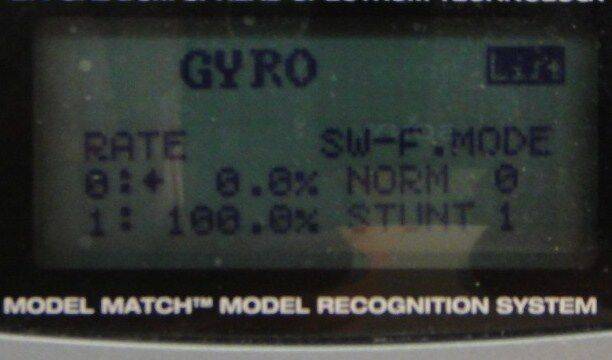 GYRO List
RATE SW-F.MODE
0:♦ 0.0% NORM 0
1: 100.0% STUNT 1
MODEL MATCH™ MODEL RECOGNITION SYSTEM